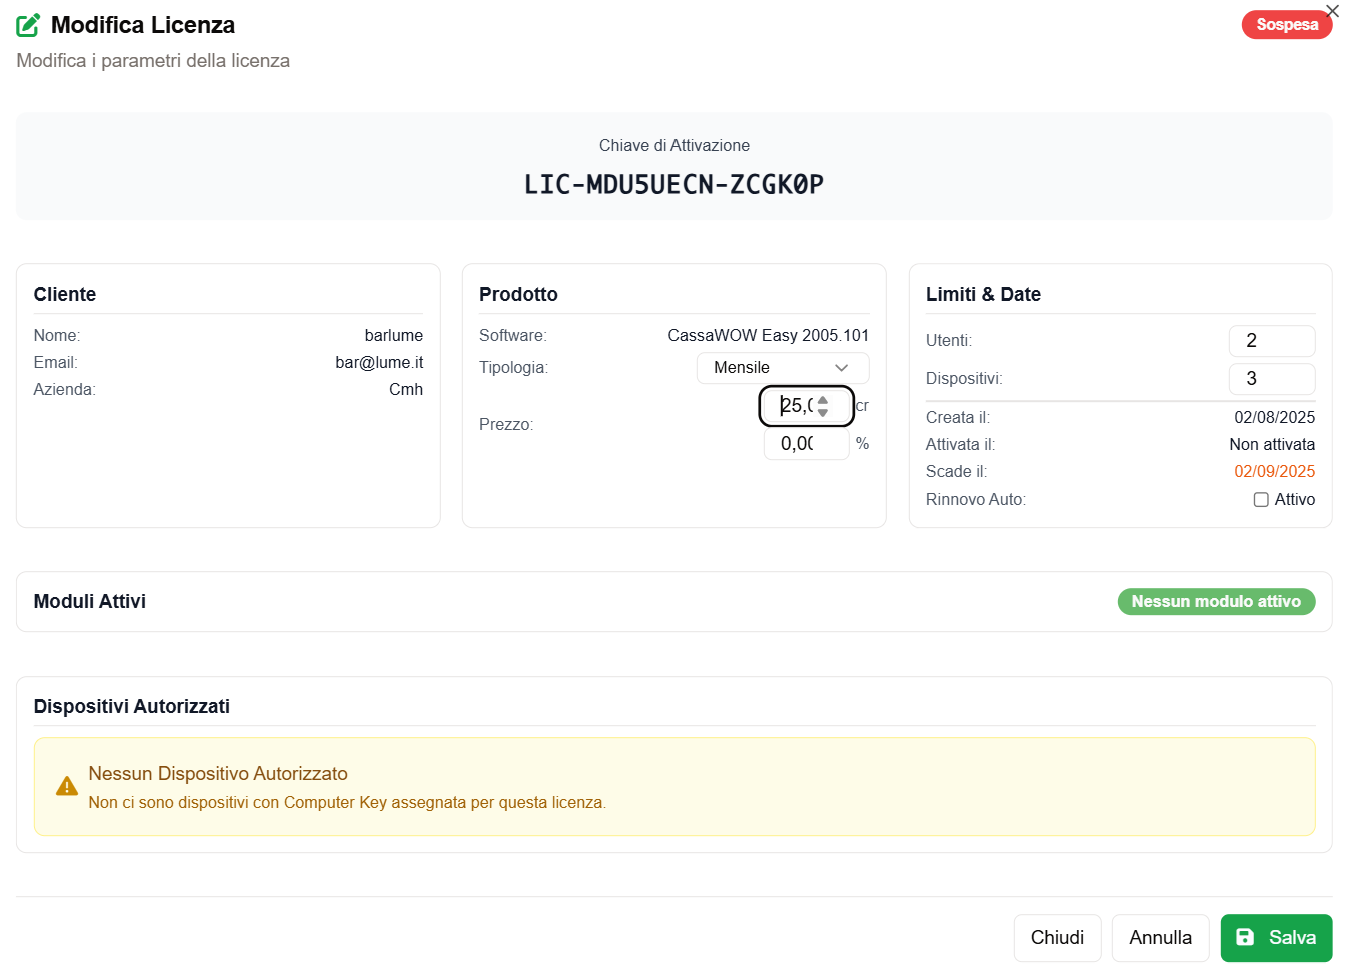 Modifica Licenza
Sospesa
Modifica i parametri della licenza
Chiave di Attivazione
LIC-MDU5UECN-ZCGK0P
Cliente
Nome: barlume
Email: bar@lume.it
Azienda: Cmh
Prodotto
Software: CassaWOW Easy 2005.101
Tipologia: Mensile
Prezzo:
25,0 cr
0,00 %
Limiti & Date
Utenti: 2
Dispositivi: 3
Creata il: 02/08/2025
Attivata il: Non attivata
Scade il: 02/09/2025
Rinnovo Auto: Attivo
Moduli Attivi
Nessun modulo attivo
Dispositivi Autorizzati
Nessun Dispositivo Autorizzato
Non ci sono dispositivi con Computer Key assegnata per questa licenza.
Chiudi
Annulla
Salva